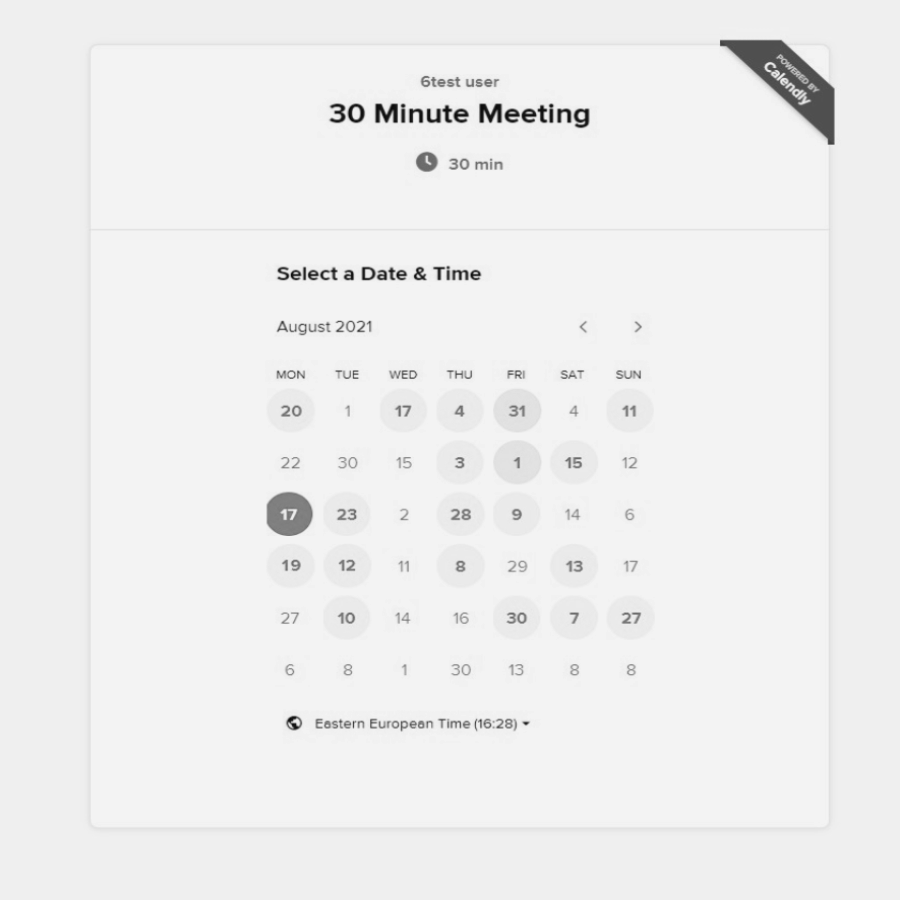 POWERED BY
Calendly
6test user
30 Minute Meeting
30 min
Select a Date & Time
August 2021
MON TUE WED THU FRI SAT SUN
20 1 17 4 31 4 11
22 30 15 3 1 15 12
17 23 2 28 9 14 6
19 12 11 8 29 13 17
27 10 14 16 30 7 27
6 8 1 30 13 8 8
Eastern European Time (16:28)